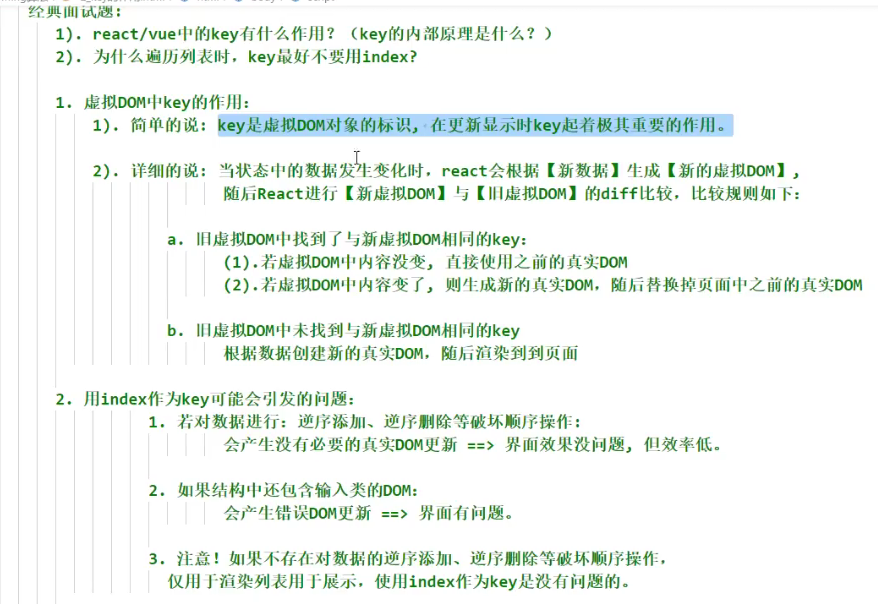 经典面试题:
1). react/vue中的key有什么作用？（key的内部原理是什么？）
2). 为什么遍历列表时，key最好不要用index?
1. 虚拟DOM中key的作用:
1). 简单的说: key是虚拟DOM对象的标识, 在更新显示时key起着极其重要的作用。
2). 详细的说: 当状态中的数据发生变化时，react会根据【新数据】生成【新的虚拟DOM】,
随后React进行【新虚拟DOM】与【旧虚拟DOM】的diff比较，比较规则如下:
a. 旧虚拟DOM中找到了与新虚拟DOM相同的key:
(1).若虚拟DOM中内容没变, 直接使用之前的真实DOM
(2).若虚拟DOM中内容变了, 则生成新的真实DOM，随后替换掉页面中之前的真实DOM
b. 旧虚拟DOM中未找到与新虚拟DOM相同的key
根据数据创建新的真实DOM，随后渲染到到页面
2. 用index作为key可能会引发的问题:
1. 若对数据进行: 逆序添加、逆序删除等破坏顺序操作:
会产生没有必要的真实DOM更新 ==> 界面效果没问题, 但效率低。
2. 如果结构中还包含输入类的DOM:
会产生错误DOM更新 ==> 界面有问题。
3. 注意！如果不存在对数据的逆序添加、逆序删除等破坏顺序操作,
仅用于渲染列表用于展示，使用index作为key是没有问题的。